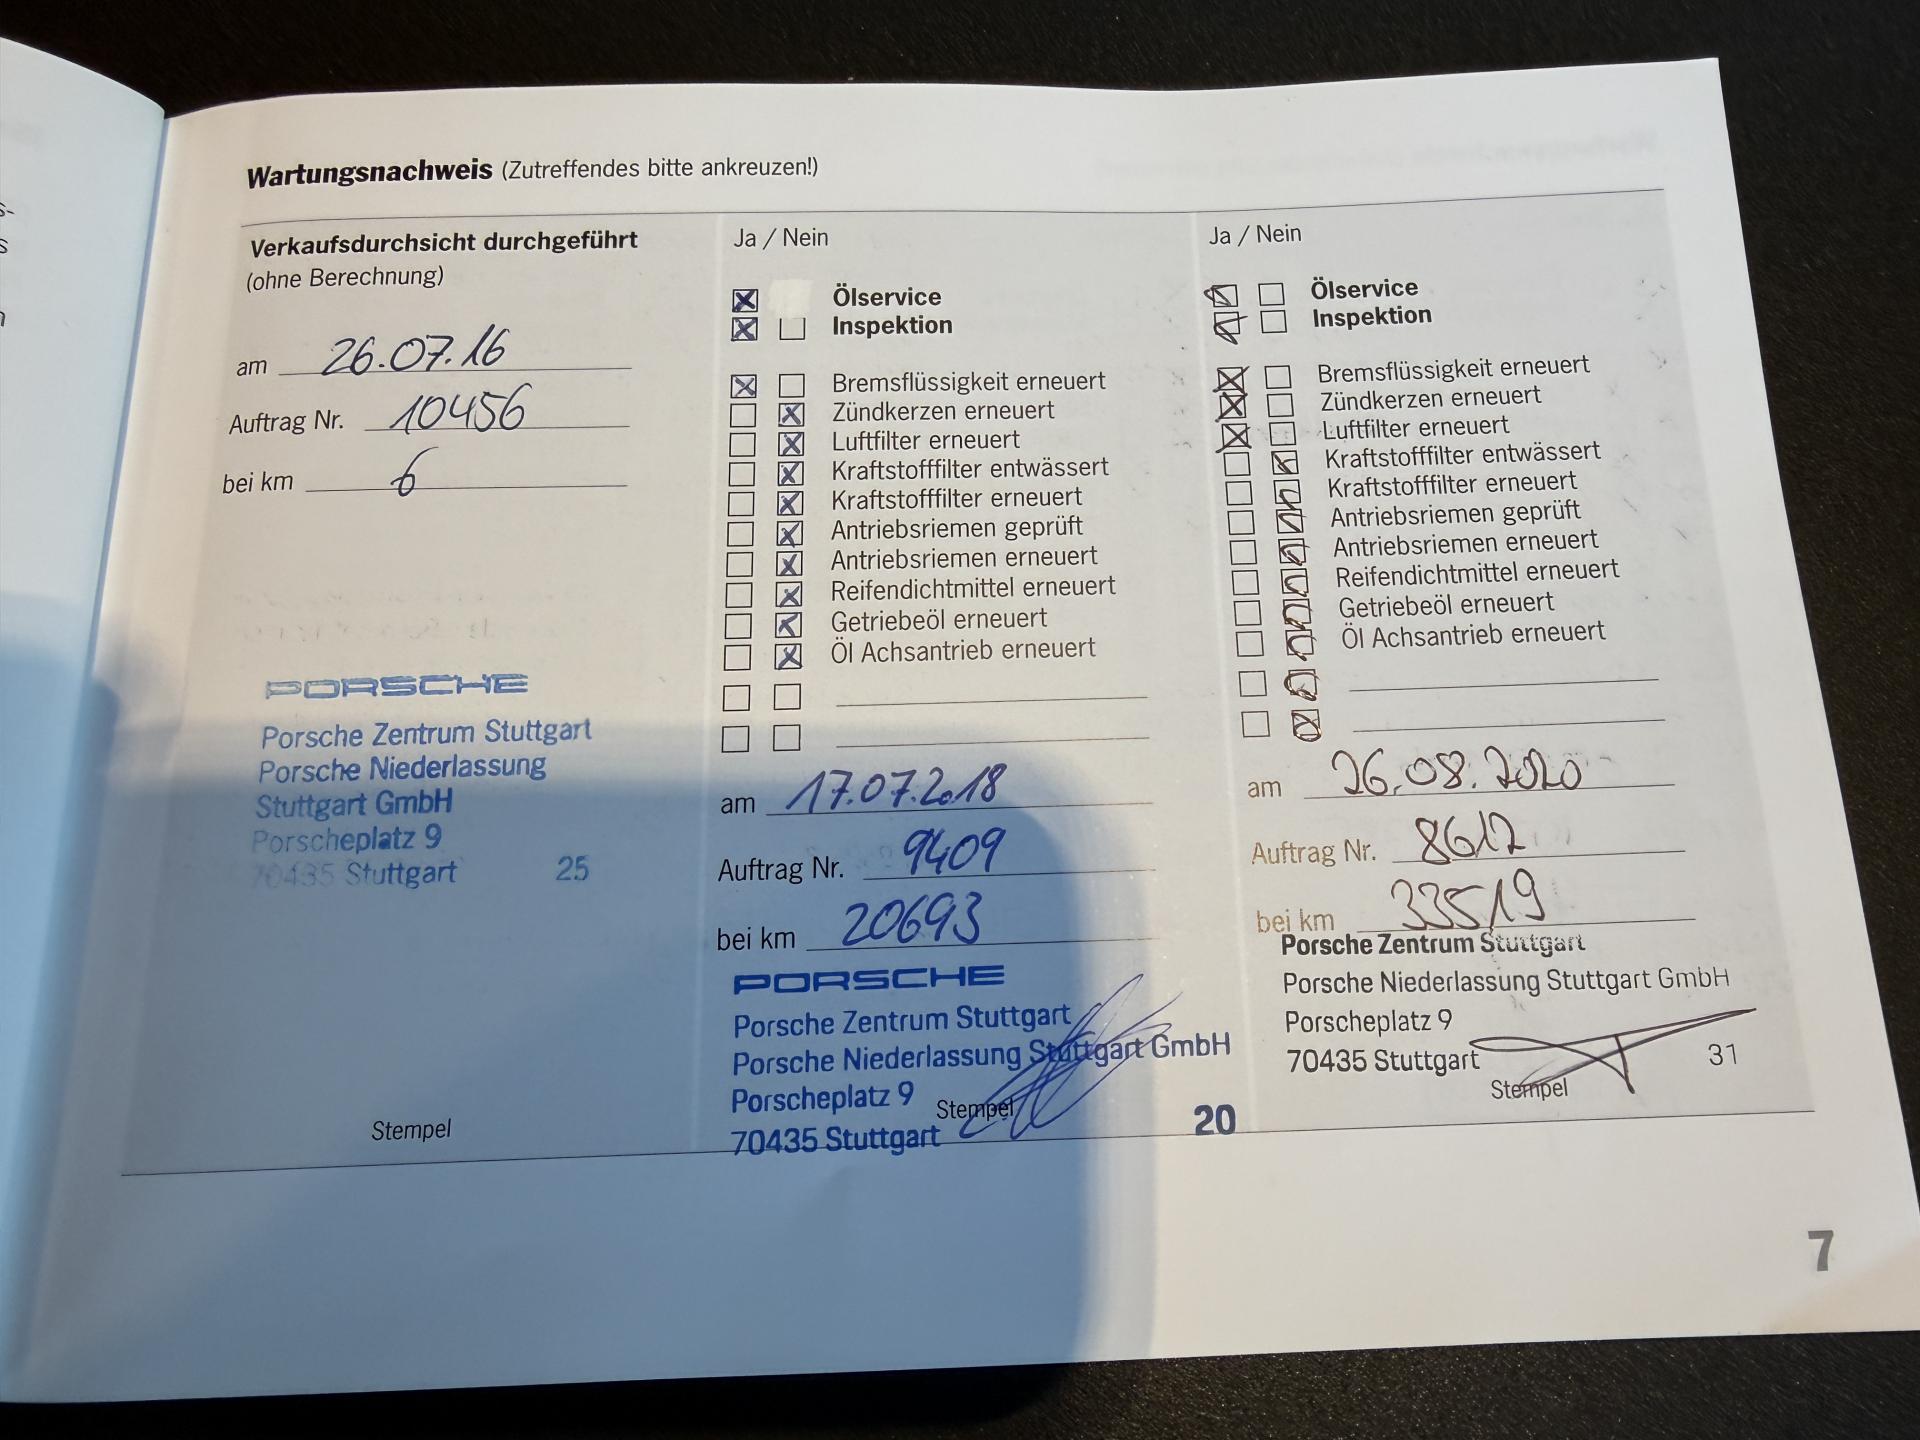 Wartungsnachweis (Zutreffendes bitte ankreuzen!)
Verkaufsdurchsicht durchgeführt
(ohne Berechnung)
am 26.07.16
Auftrag Nr. 10456
bei km 6
PORSCHE
Porsche Zentrum Stuttgart
Porsche Niederlassung
Stuttgart GmbH
Porscheplatz 9
70435 Stuttgart 25
Stempel
Ja / Nein
Ölservice
Inspektion
Bremsflüssigkeit erneuert
Zündkerzen erneuert
Luftfilter erneuert
Kraftstofffilter entwässert
Kraftstofffilter erneuert
Antriebsriemen geprüft
Antriebsriemen erneuert
Reifendichtmittel erneuert
Getriebeöl erneuert
Öl Achsantrieb erneuert
am 17.07.2018
Auftrag Nr. 9409
bei km 20693
PORSCHE
Porsche Zentrum Stuttgart
Porsche Niederlassung Stuttgart GmbH
Porscheplatz 9
Stempel
70435 Stuttgart 20
Ja / Nein
Ölservice
Inspektion
Bremsflüssigkeit erneuert
Zündkerzen erneuert
Luftfilter erneuert
Kraftstofffilter entwässert
Kraftstofffilter erneuert
Antriebsriemen geprüft
Antriebsriemen erneuert
Reifendichtmittel erneuert
Getriebeöl erneuert
Öl Achsantrieb erneuert
am 26.08.2020
Auftrag Nr. 8612
bei km 33519
Porsche Zentrum Stuttgart
Porsche Niederlassung Stuttgart GmbH
Porscheplatz 9
70435 Stuttgart 31
Stempel
7